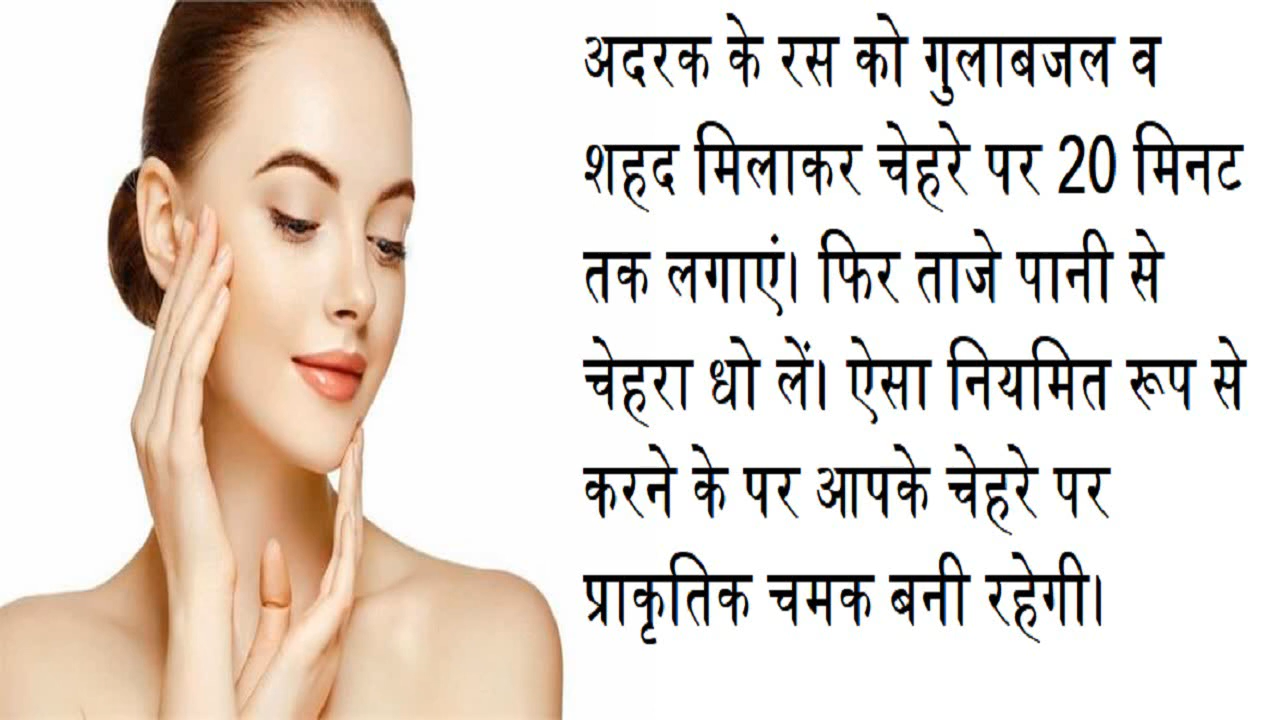 अदरक के रस को गुलाबजल व
शहद मिलाकर चेहरे पर 20 मिनट
तक लगाएं। फिर ताजे पानी से
चेहरा धो लें। ऐसा नियमित रूप से
करने के पर आपके चेहरे पर
प्राकृतिक चमक बनी रहेगी।